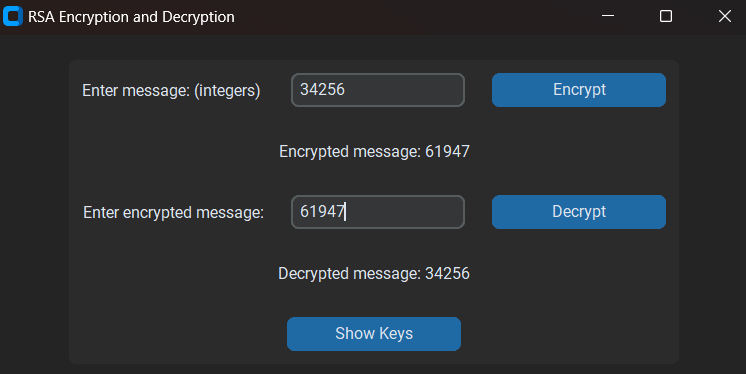 RSA Encryption and Decryption
Enter message: (integers) 34256 Encrypt
Encrypted message: 61947
Enter encrypted message: 61947 Decrypt
Decrypted message: 34256
Show Keys